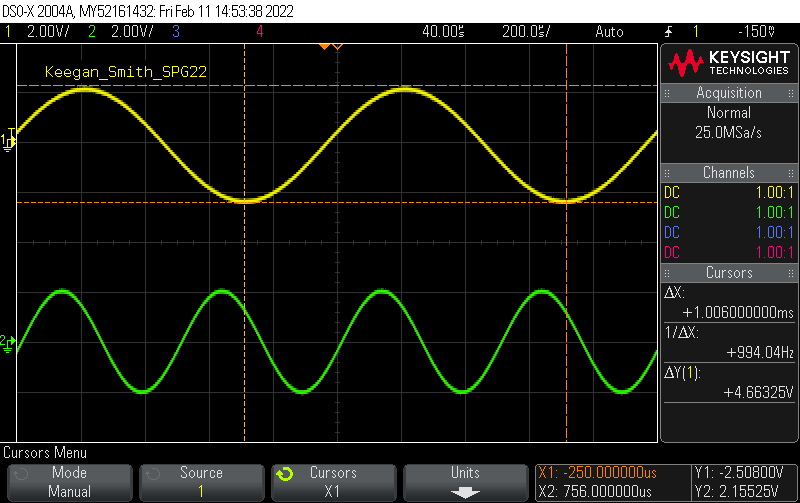 DSO-X 2004A, MY52161432: Fri Feb 11 14:53:38 2022
1 2.00V/ 2 2.00V/ 3 4 40.00s 200.0s/ Auto 1 -150V
Keegan_Smith_SPG22
KEYSIGHT
TECHNOLOGIES
Acquisition
Normal
25.0MSa/s
Channels
DC 1.00:1
DC 1.00:1
DC 1.00:1
DC 1.00:1
Cursors
ΔX:
+1.006000000ms
1/ΔX:
+994.04Hz
ΔY(1):
+4.66325V
1
2
Cursors Menu
Mode
Manual
Source
1
Cursors
X1
Units
X1: -250.000000us
X2: 756.000000us
Y1: -2.50800V
Y2: 2.15525V